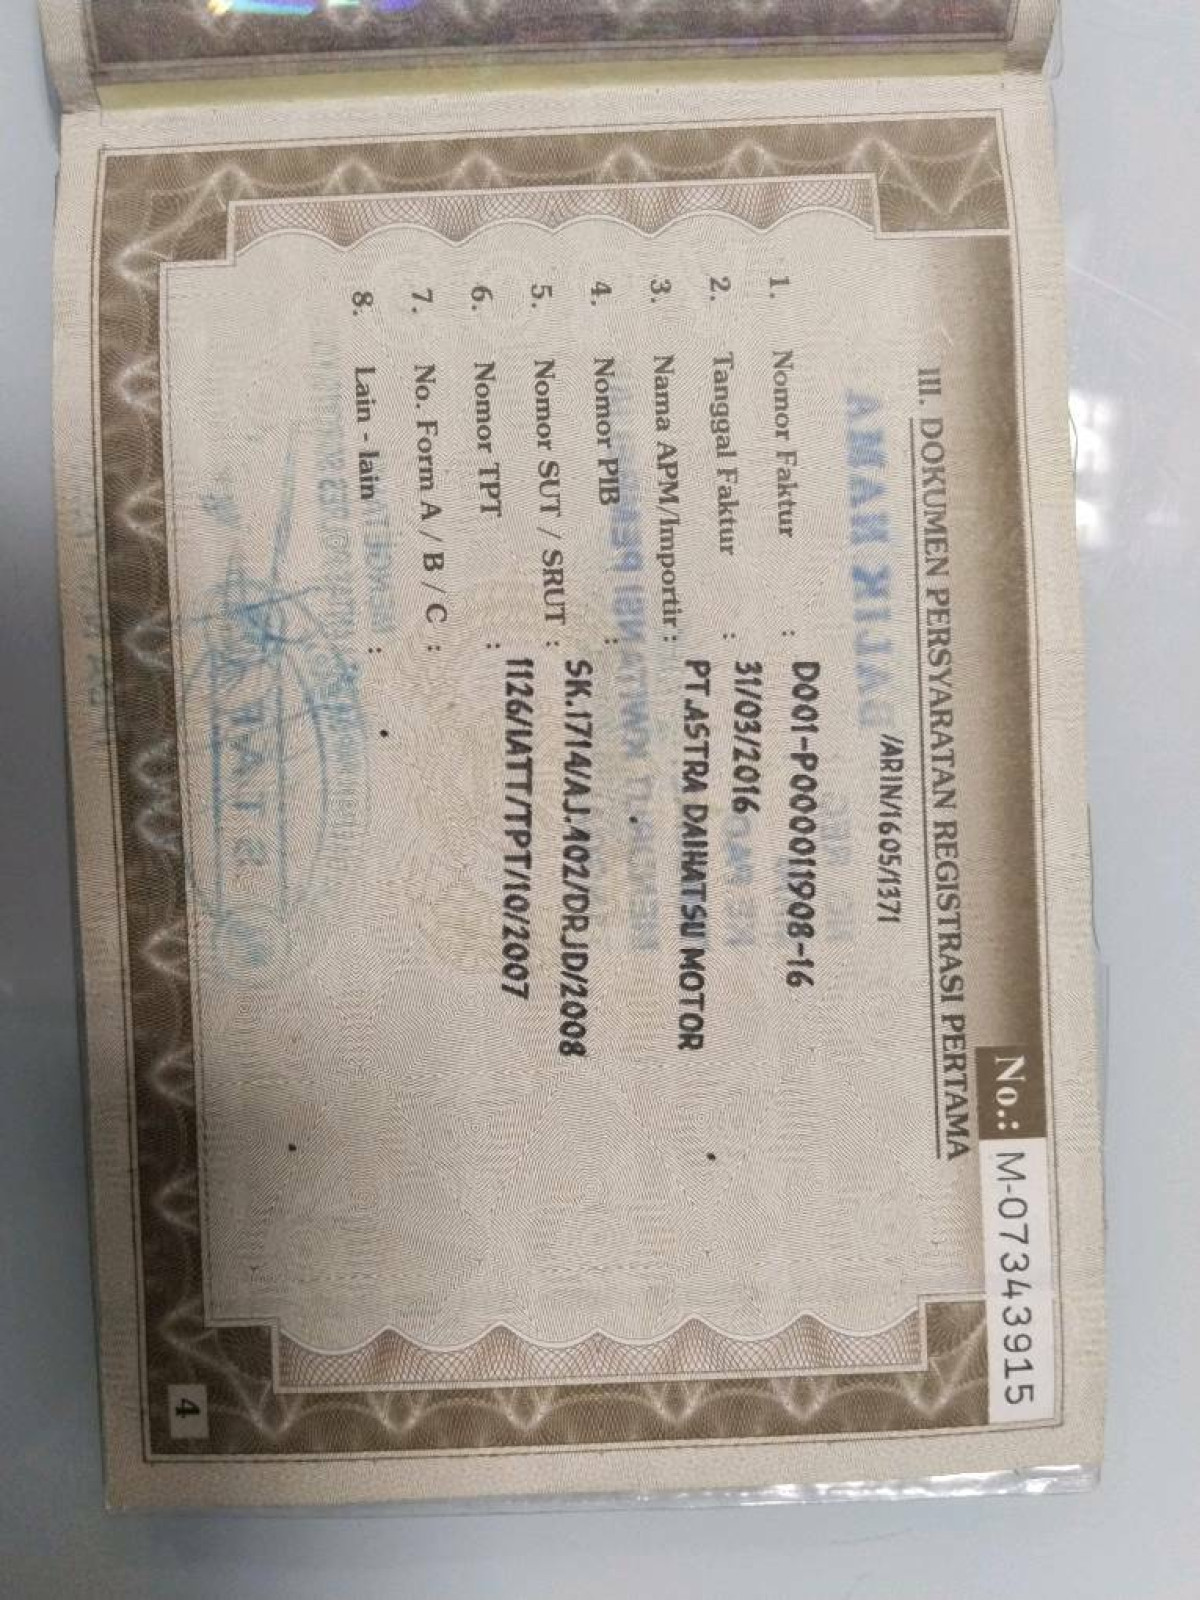 No.: M-07343915
III. DOKUMEN PERSYARATAN REGISTRASI PERTAMA
/ARIN/1605/1371
1. Nomor Faktur : D001-P000011908-16
2. Tanggal Faktur : 31/03/2016
3. Nama APM/Importir : PT.ASTRA DAIHATSU MOTOR
4. Nomor PIB : .
5. Nomor SUT / SRUT : SK.1714/AJ.402/DRJD/2008
6. Nomor TPT : 1126/IATT/TPT/10/2007
7. No. Form A / B / C :
8. Lain - lain : .
4